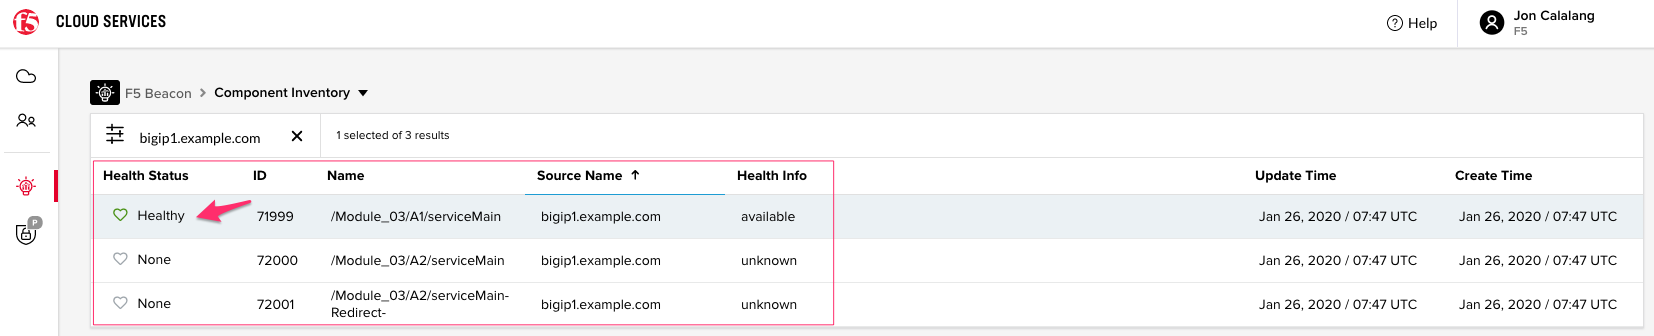 f5 CLOUD SERVICES
Help
Jon Calalang
F5
F5 Beacon > Component Inventory
bigip1.example.com
1 selected of 3 results
Health Status ID Name Source Name ↑ Health Info Update Time Create Time
Healthy 71999 /Module_03/A1/serviceMain bigip1.example.com available Jan 26, 2020 / 07:47 UTC Jan 26, 2020 / 07:47 UTC
P
None 72000 /Module_03/A2/serviceMain bigip1.example.com unknown Jan 26, 2020 / 07:47 UTC Jan 26, 2020 / 07:47 UTC
None 72001 /Module_03/A2/serviceMain- bigip1.example.com unknown Jan 26, 2020 / 07:47 UTC Jan 26, 2020 / 07:47 UTC
Redirect-